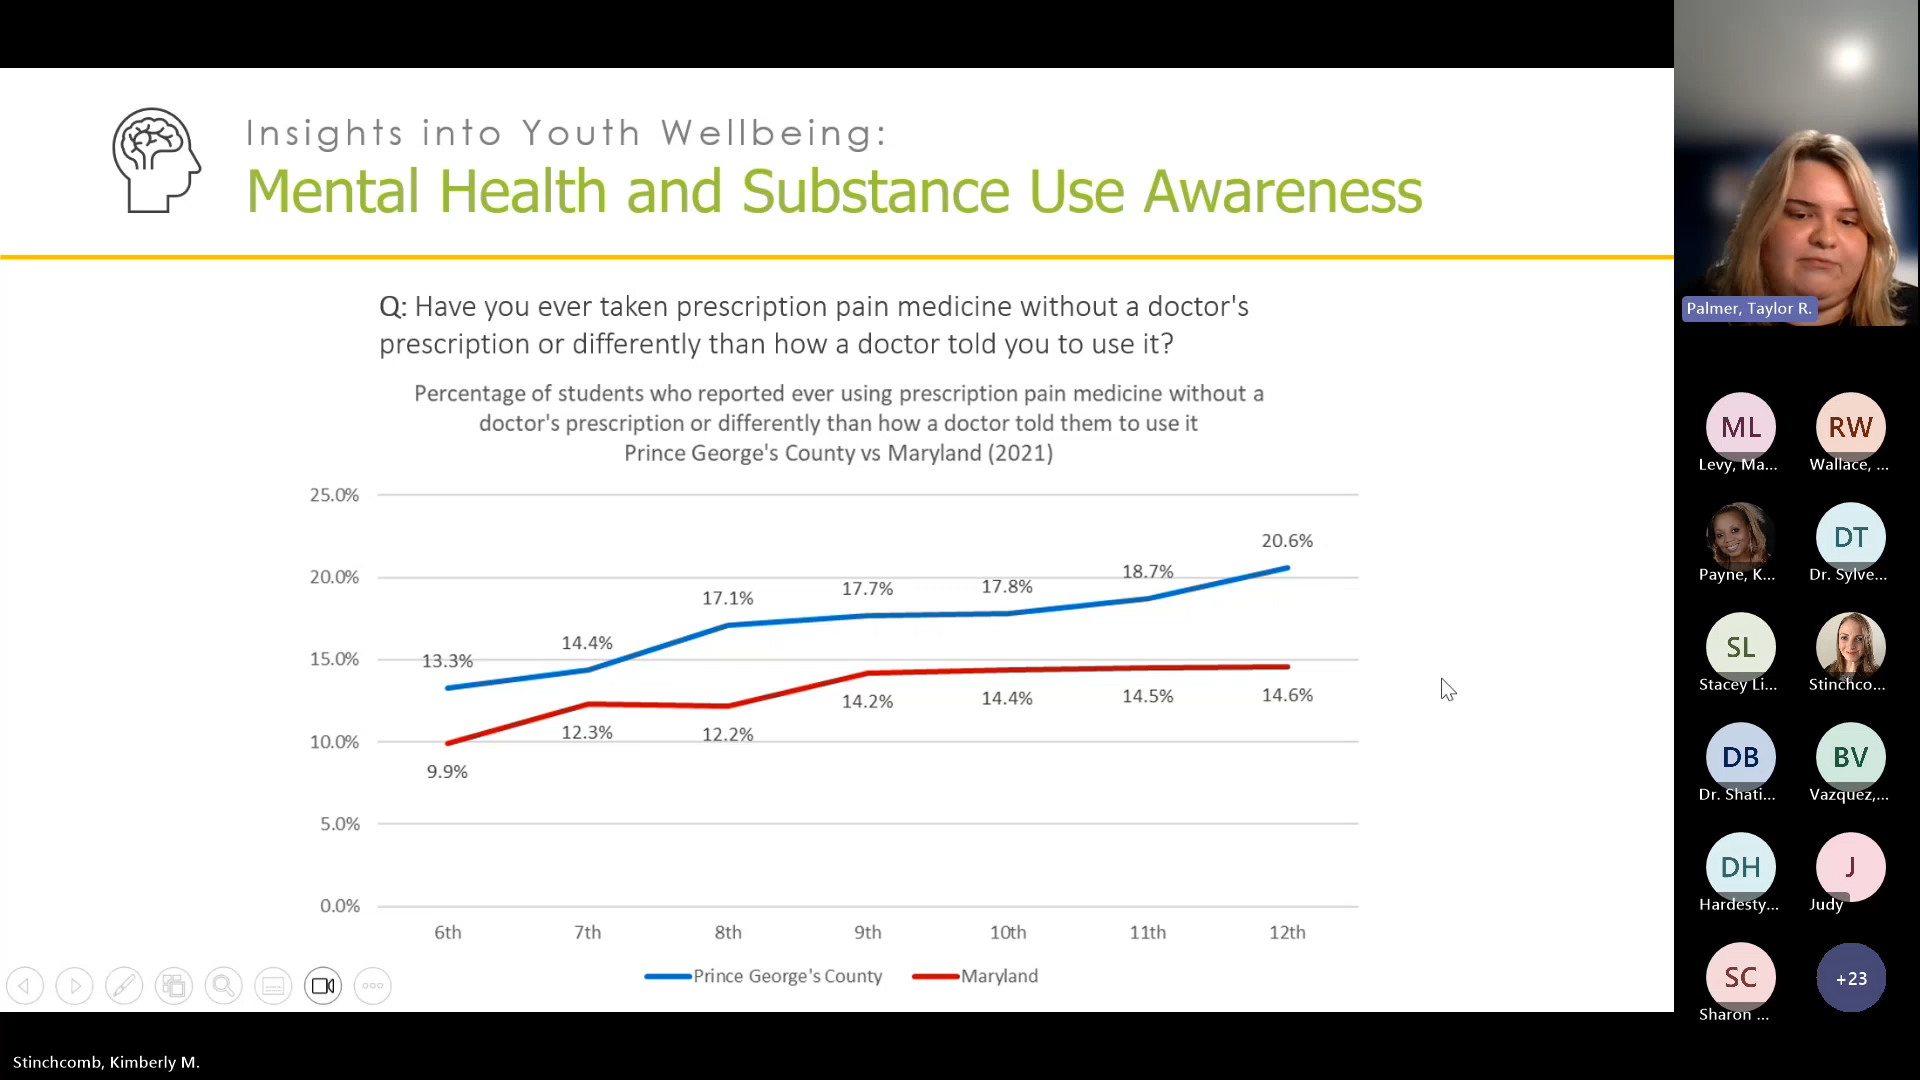 Insights into Youth Wellbeing:
Mental Health and Substance Use Awareness
Q: Have you ever taken prescription pain medicine without a doctor's
prescription or differently than how a doctor told you to use it?
Percentage of students who reported ever using prescription pain medicine without a
doctor's prescription or differently than how a doctor told them to use it
Prince George's County vs Maryland (2021)
25.0%
20.0%
15.0%
10.0%
5.0%
0.0%
13.3%
14.4%
17.1%
17.7%
17.8%
18.7%
20.6%
9.9%
12.3%
12.2%
14.2%
14.4%
14.5%
14.6%
6th
7th
8th
9th
10th
11th
12th
Prince George's County
Maryland
Palmer, Taylor R.
ML
Levy, Ma...
RW
Wallace, ...
Payne, K...
DT
Dr. Sylve...
SL
Stacey Li...
Stinchco...
DB
Dr. Shati...
BV
Vazquez,...
DH
Hardesty...
J
Judy
SC
Sharon ...
+23
Stinchcomb, Kimberly M.